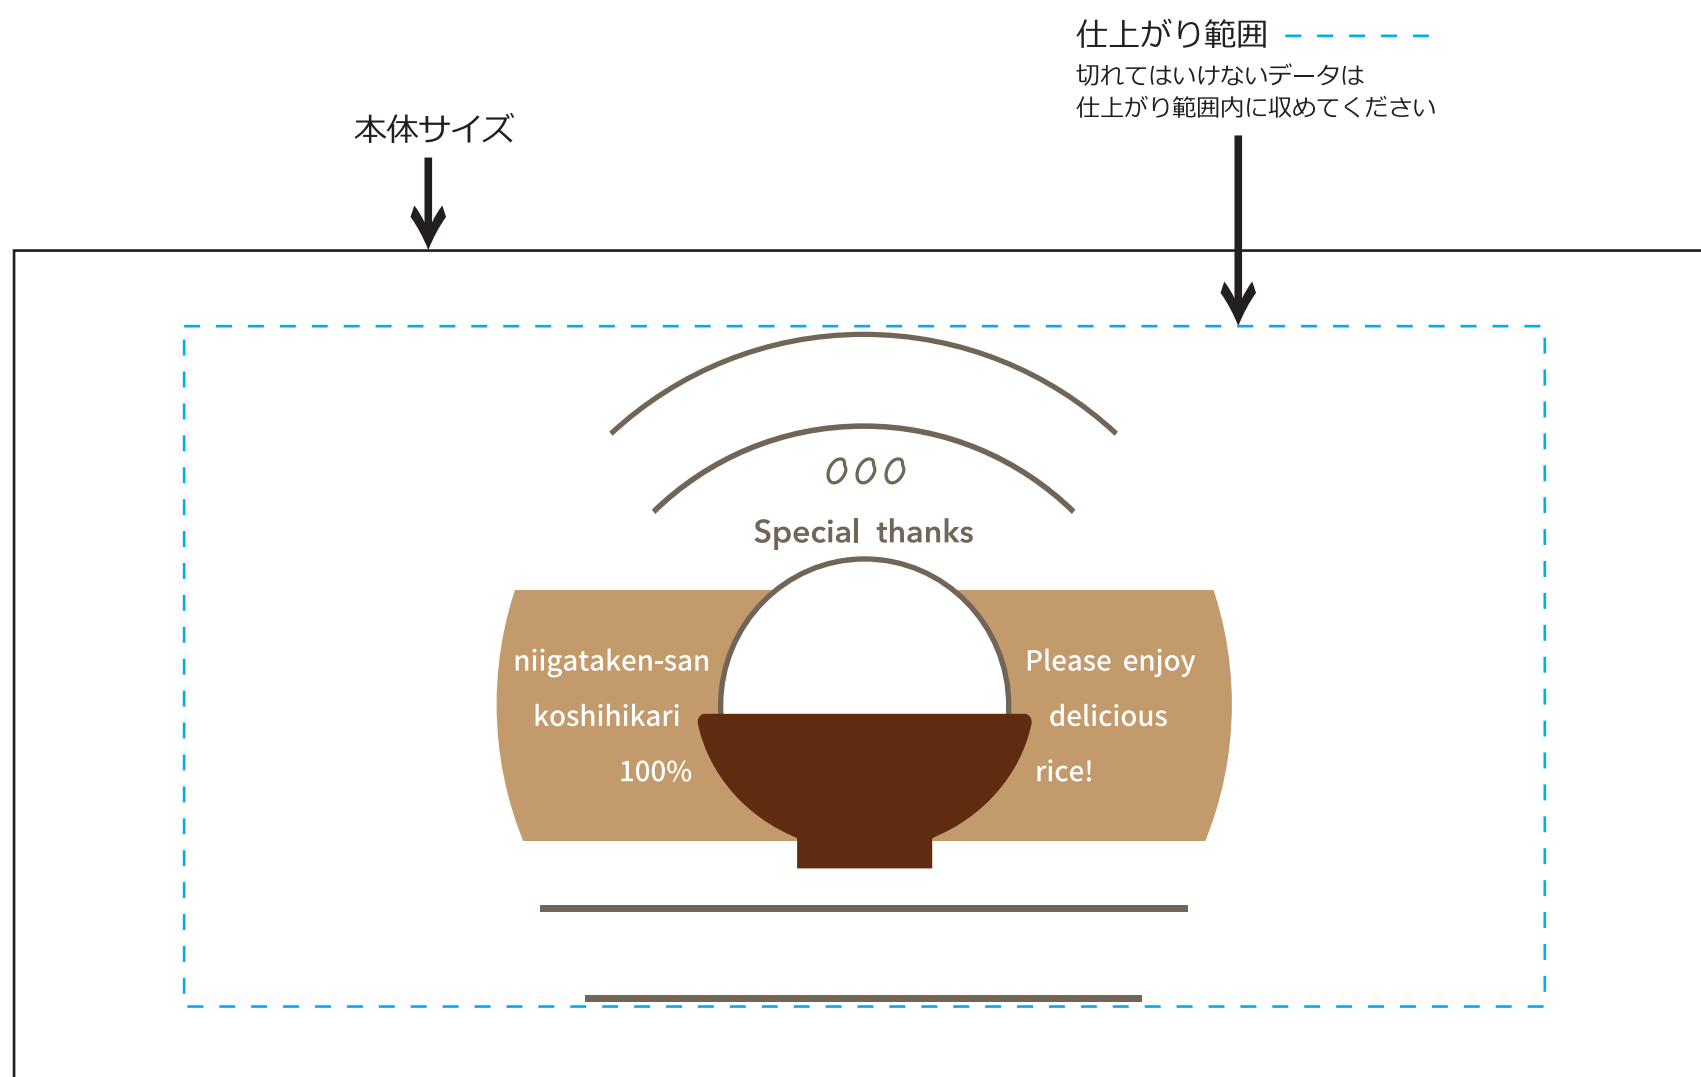 仕上がり範囲
切れてはいけないデータは
仕上がり範囲内に収めてください
本体サイズ
Special thanks
niigataken-san
koshihikari
100%
Please enjoy
delicious
rice!